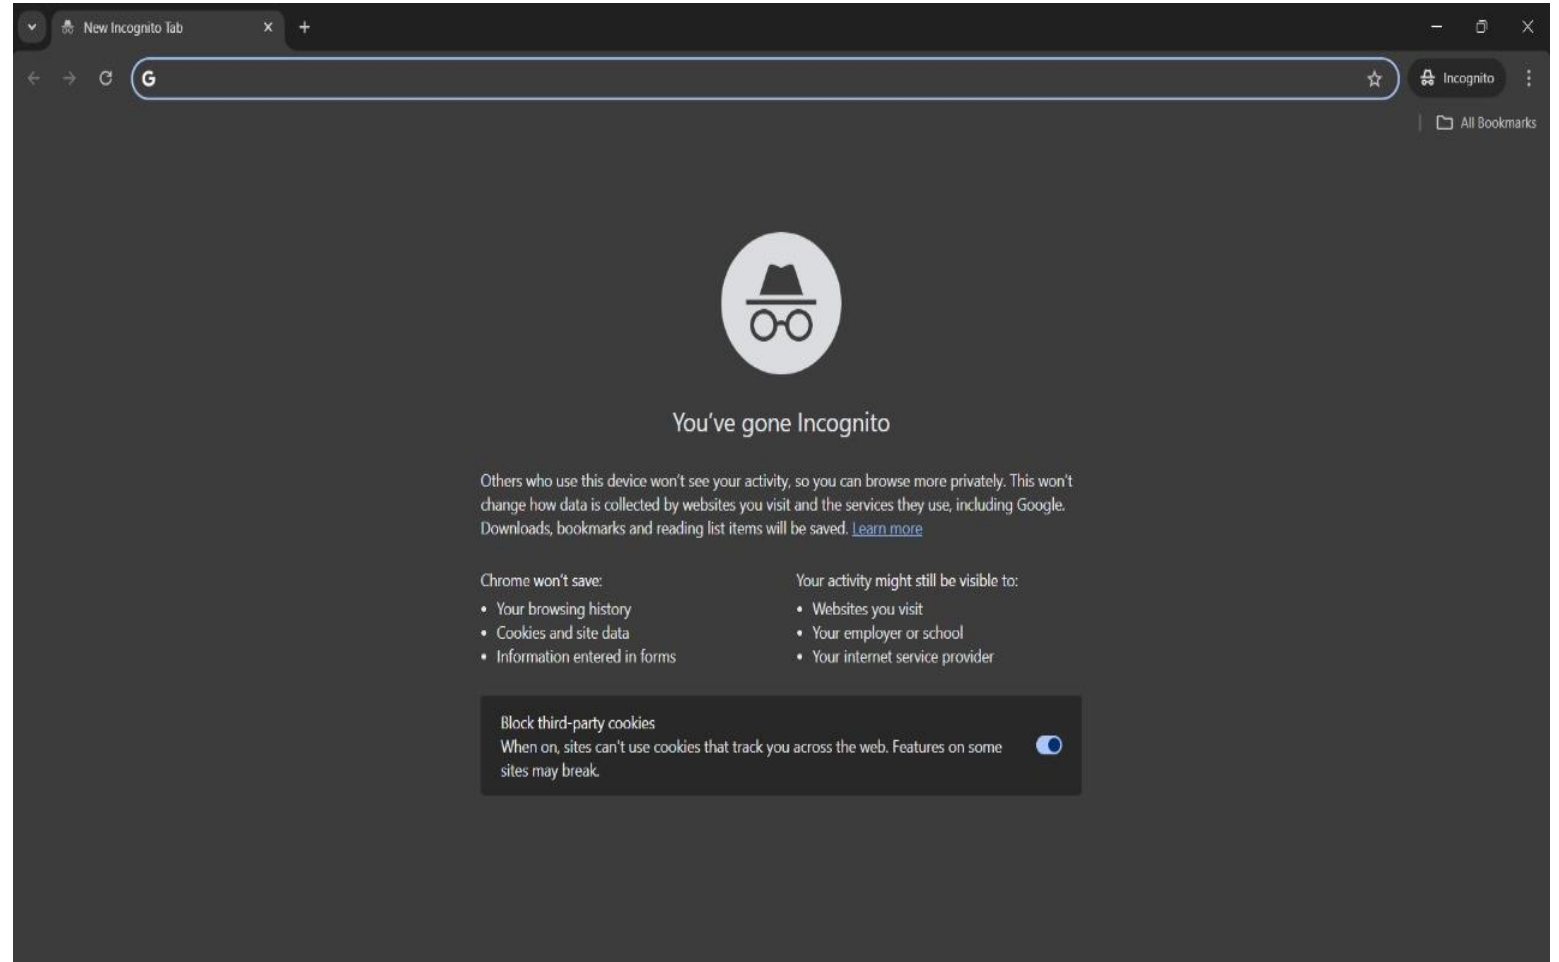 New Incognito Tab
G
Incognito
All Bookmarks
You've gone Incognito
Others who use this device won't see your activity, so you can browse more privately. This won't
change how data is collected by websites you visit and the services they use, including Google.
Downloads, bookmarks and reading list items will be saved. Learn more
Chrome won't save:
• Your browsing history
• Cookies and site data
• Information entered in forms
Your activity might still be visible to:
• Websites you visit
• Your employer or school
• Your internet service provider
Block third-party cookies
When on, sites can't use cookies that track you across the web. Features on some
sites may break.